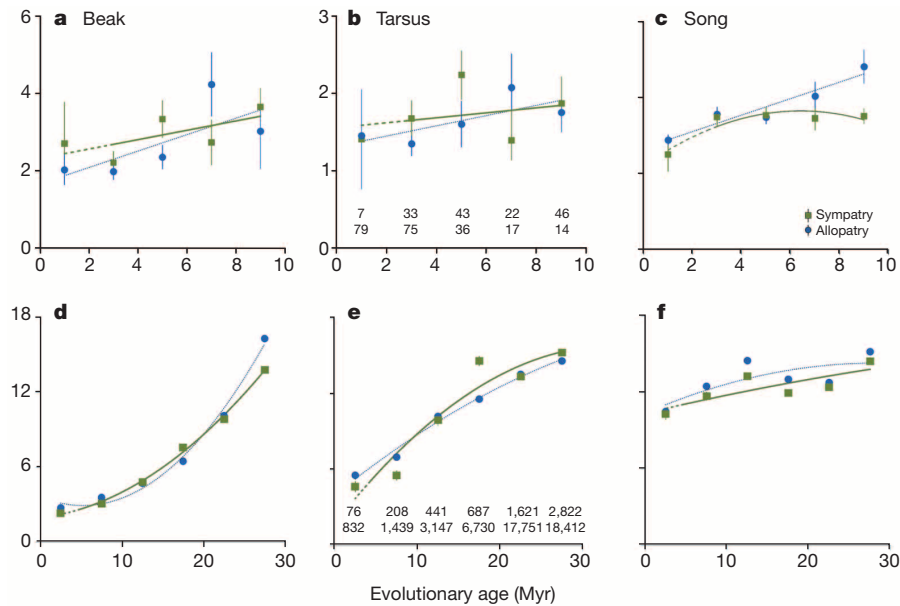 a Beak
b Tarsus
c Song
6
4
2
0
0 2 4 6 8 10
3
2
1
0
7 33 43 22 46
79 75 36 17 14
0 2 4 6 8 10
Sympatry
Allopatry
0 2 4 6 8 10
d
e
f
18
12
6
0
0 10 20 30
76 208 441 687 1,621 2,822
832 1,439 3,147 6,730 17,751 18,412
0 10 20 30
0 10 20 30
Evolutionary age (Myr)